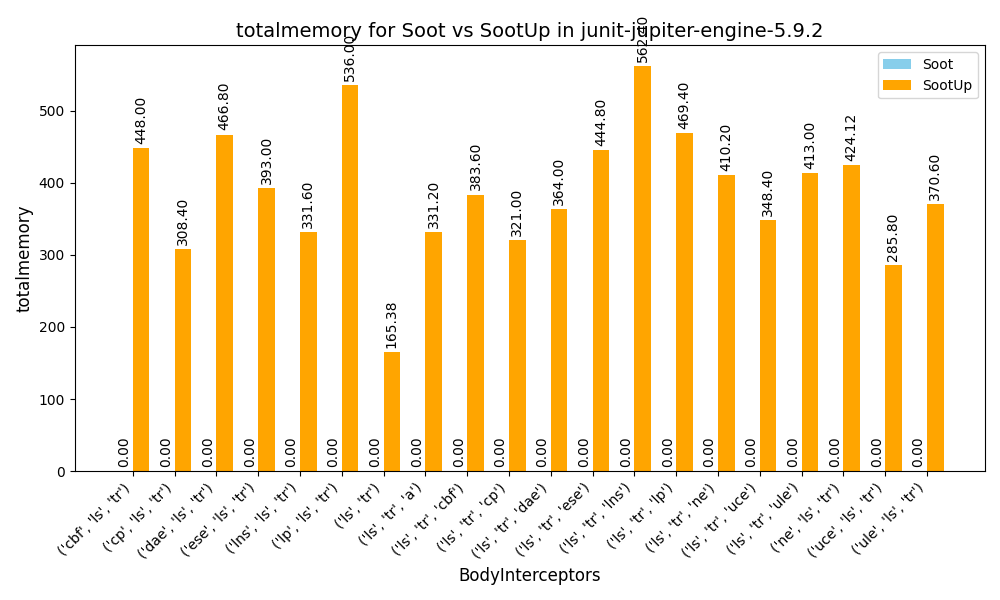 totalmemory for Soot vs SootUp in junit-jupiter-engine-5.9.2
Soot
SootUp
totalmemory
500
400
300
200
100
0
0.00
448.00
0.00
308.40
0.00
466.80
0.00
393.00
0.00
331.60
0.00
536.00
0.00
165.38
0.00
331.20
0.00
383.60
0.00
321.00
0.00
364.00
0.00
444.80
0.00
0.00
469.40
0.00
410.20
0.00
348.40
0.00
413.00
0.00
424.12
0.00
285.80
0.00
370.60
('cbf', 'ls', 'tr')
('cp', 'ls', 'tr')
('dae', 'ls', 'tr')
('ese', 'ls', 'tr')
('lns', 'ls', 'tr')
('lp', 'ls', 'tr')
('ls', 'tr')
('ls', 'tr', 'a')
('ls', 'tr', 'cbf')
('ls', 'tr', 'cp')
('ls', 'tr', 'dae')
('ls', 'tr', 'ese')
('ls', 'tr', 'lns')
('ls', 'tr', 'lp')
('ls', 'tr', 'ne')
('ls', 'tr', 'uce')
('ls', 'tr', 'ule')
('ne', 'ls', 'tr')
('uce', 'ls', 'tr')
('ule', 'ls', 'tr')
BodyInterceptors